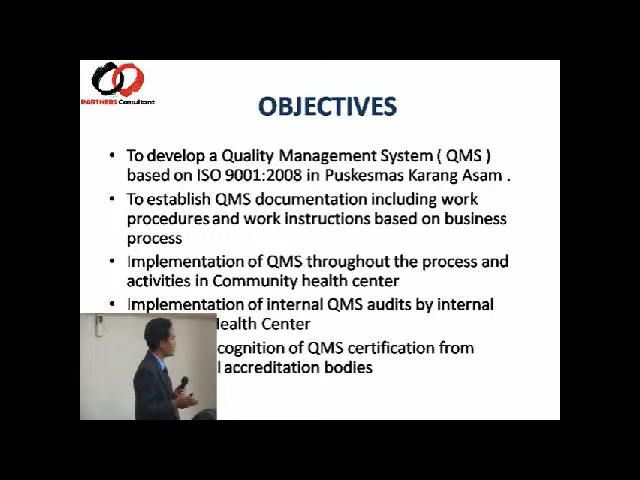 PARTNERS Consultant
OBJECTIVES
• To develop a Quality Management System ( QMS )
based on ISO 9001:2008 in Puskesmas Karang Asam .
• To establish QMS documentation including work
procedures and work instructions based on business
process
• Implementation of QMS throughout the process and
activities in Community health center
• Implementation of internal QMS audits by internal
Health Center
cognition of QMS certification from
accreditation bodies